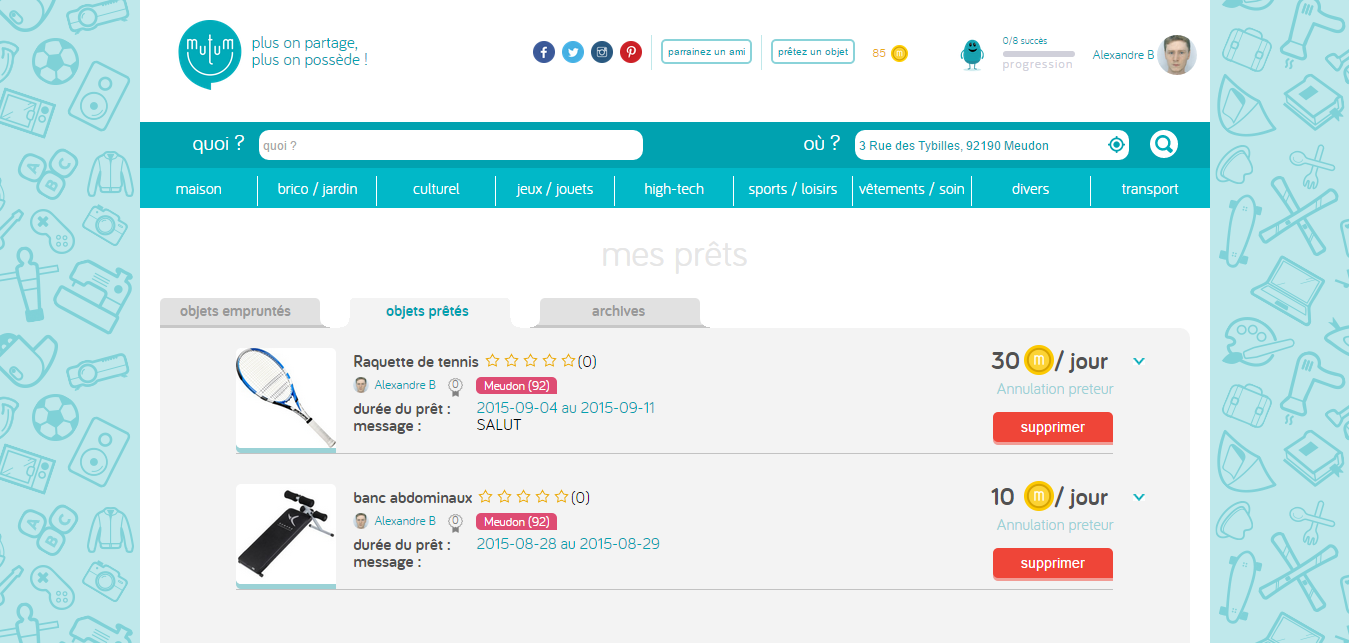 mutum
plus on partage,
plus on possède !
parrainez un ami
prêtez un objet
85 m
0/8 succès
progression
Alexandre B
quoi ?
quoi ?
où ?
3 Rue des Tybilles, 92190 Meudon
maison
brico / jardin
culturel
jeux / jouets
high-tech
sports / loisirs
vêtements / soin
divers
transport
mes prêts
objets empruntés
objets prêtés
archives
Raquette de tennis (0)
30 m / jour
Alexandre B 0 Meudon (92)
Annulation preteur
durée du prêt : 2015-09-04 au 2015-09-11
message : SALUT
supprimer
banc abdominaux (0)
10 m / jour
Alexandre B 0 Meudon (92)
Annulation preteur
durée du prêt : 2015-08-28 au 2015-08-29
message :
supprimer